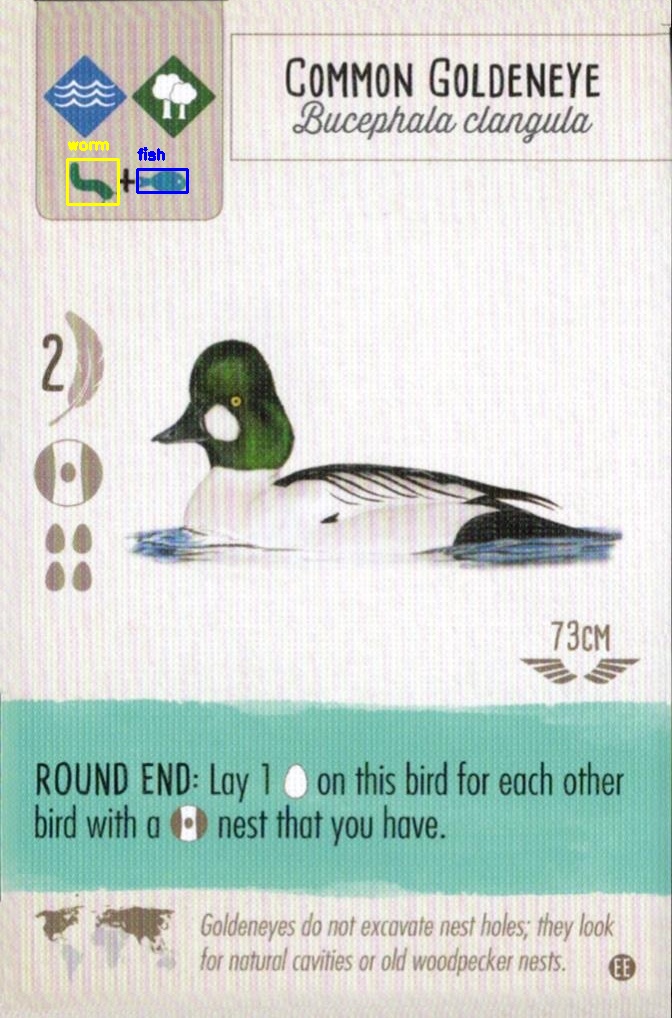 COMMON GOLDENEYE
Bucephala clangula
worm
fish
+
2
73CM
ROUND END: Lay 1 on this bird for each other
bird with a nest that you have.
Goldeneyes do not excavate nest holes; they look
for natural cavities or old woodpecker nests.
EE